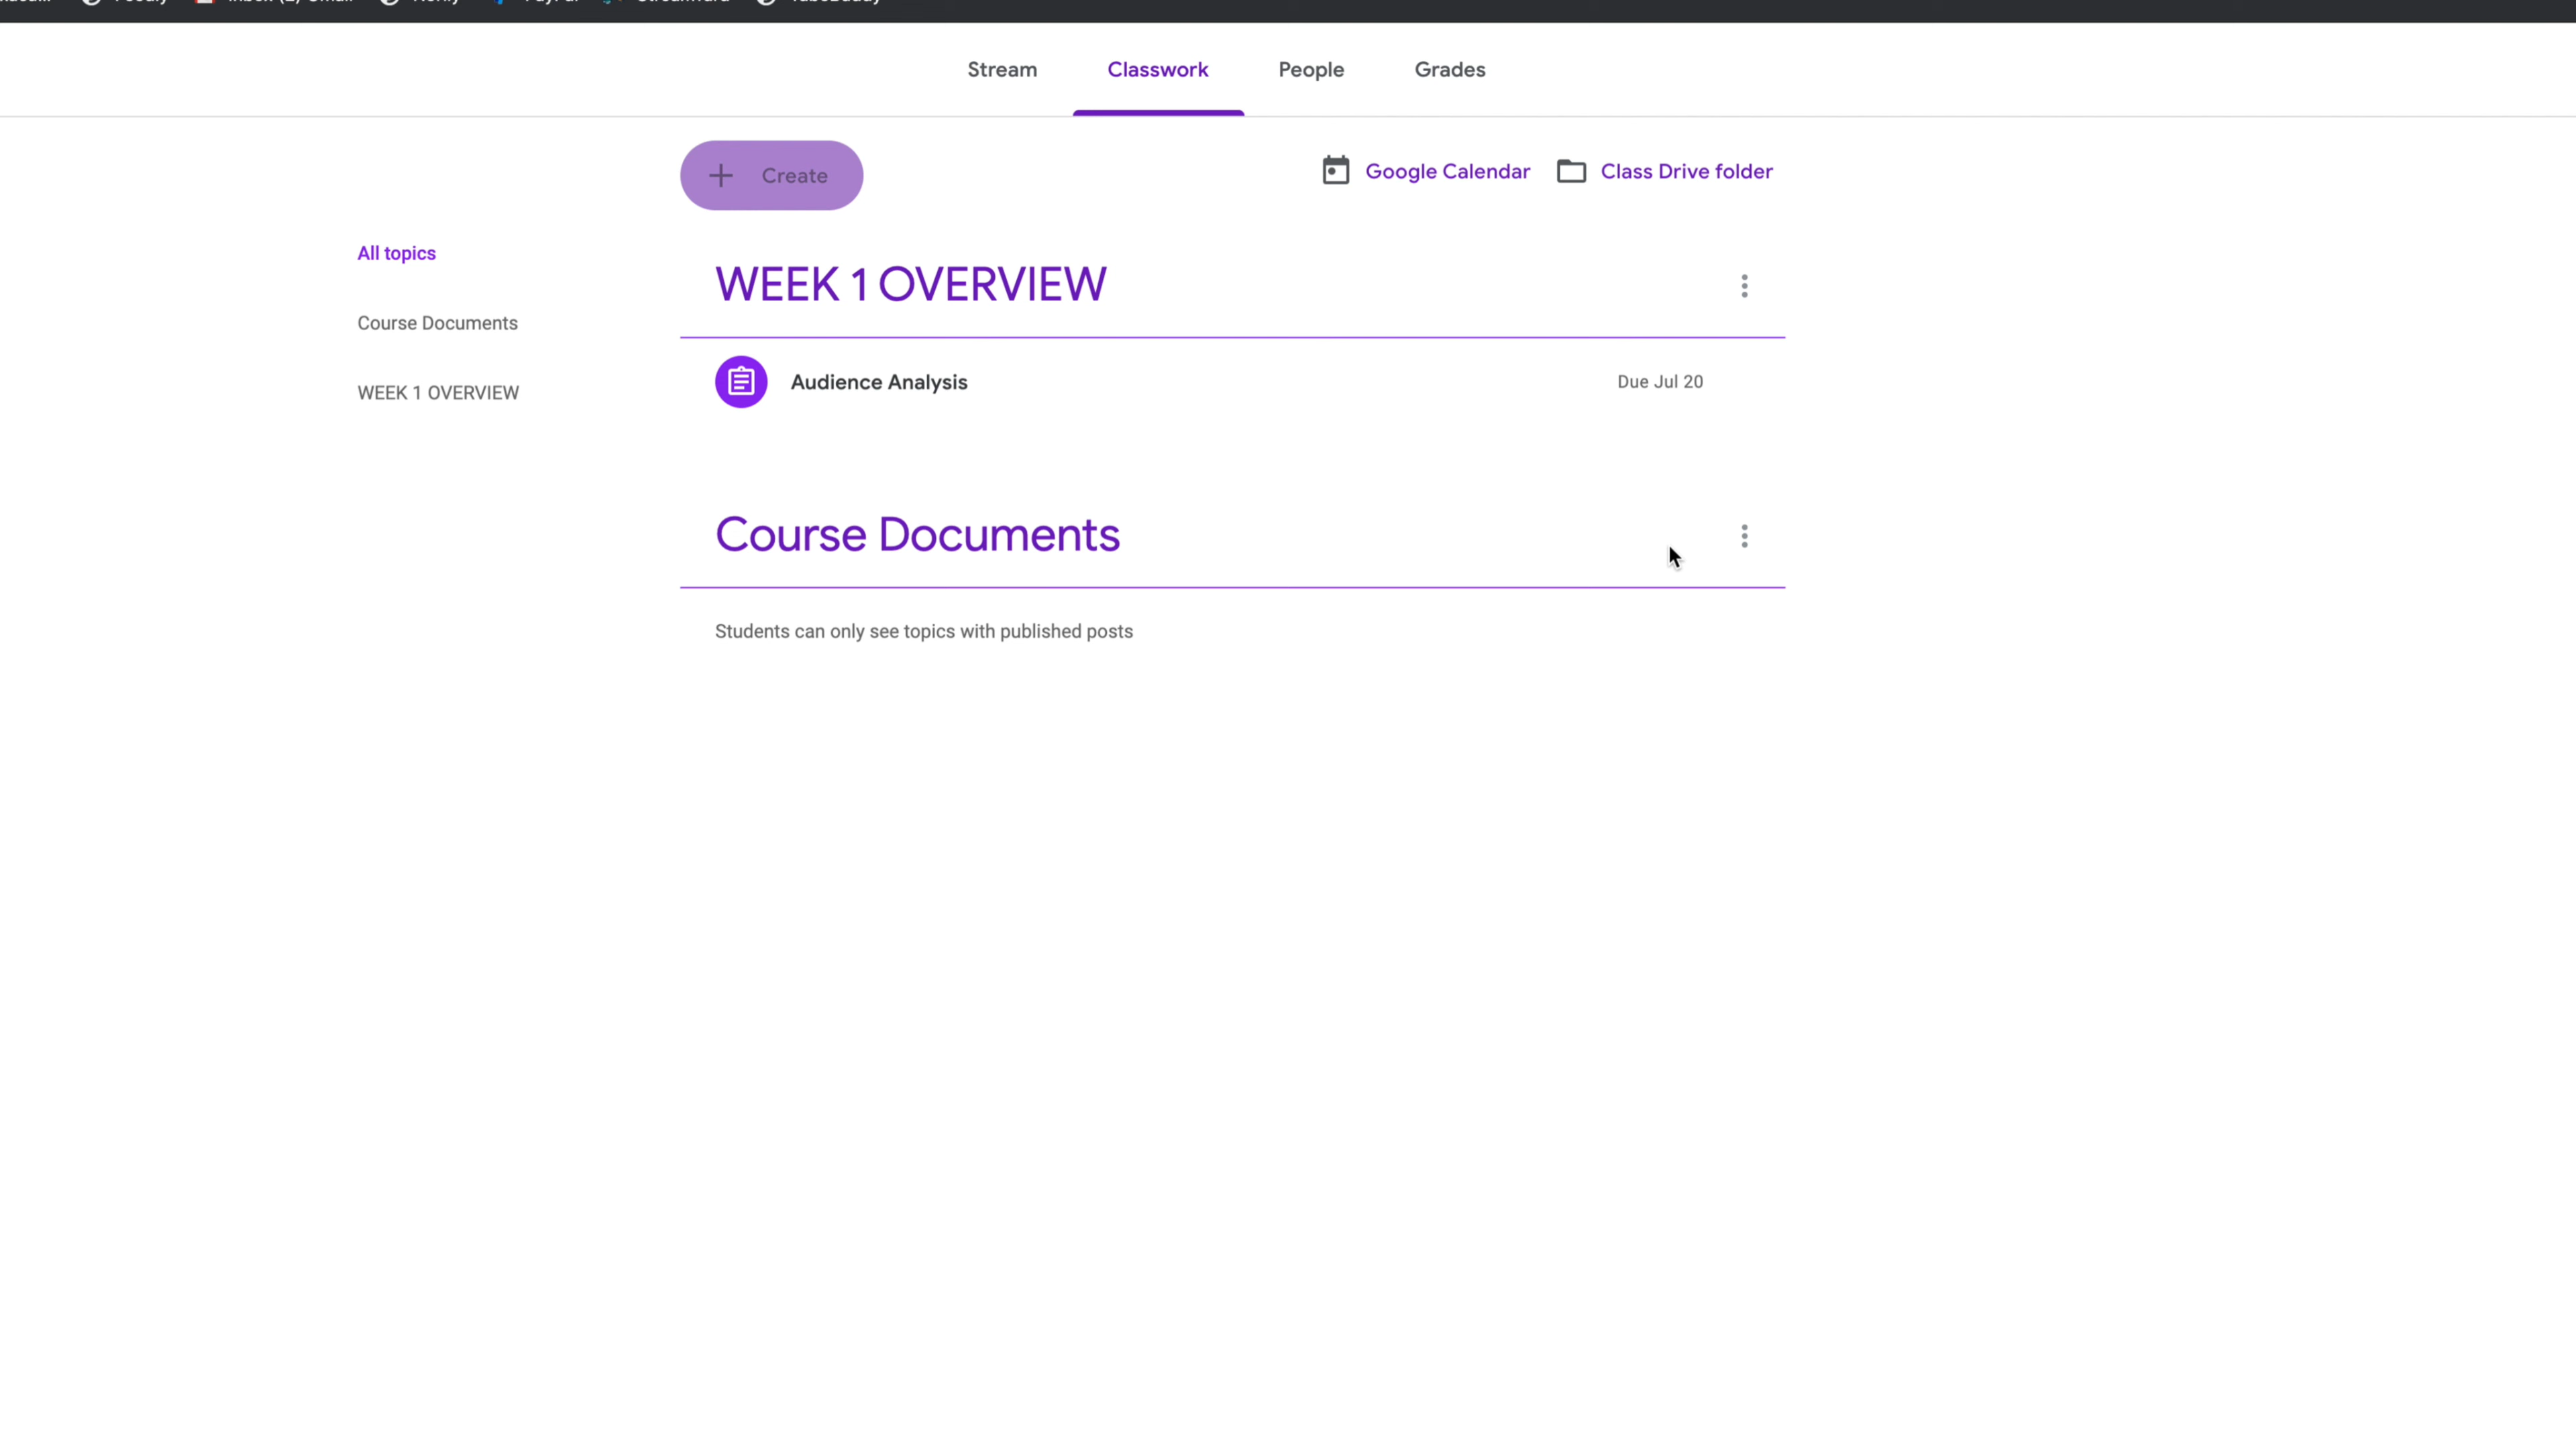 Stream Classwork People Grades
Create
Google Calendar Class Drive folder
All topics
Course Documents
WEEK 1 OVERVIEW
WEEK 1 OVERVIEW
Audience Analysis Due Jul 20
Course Documents
Students can only see topics with published posts